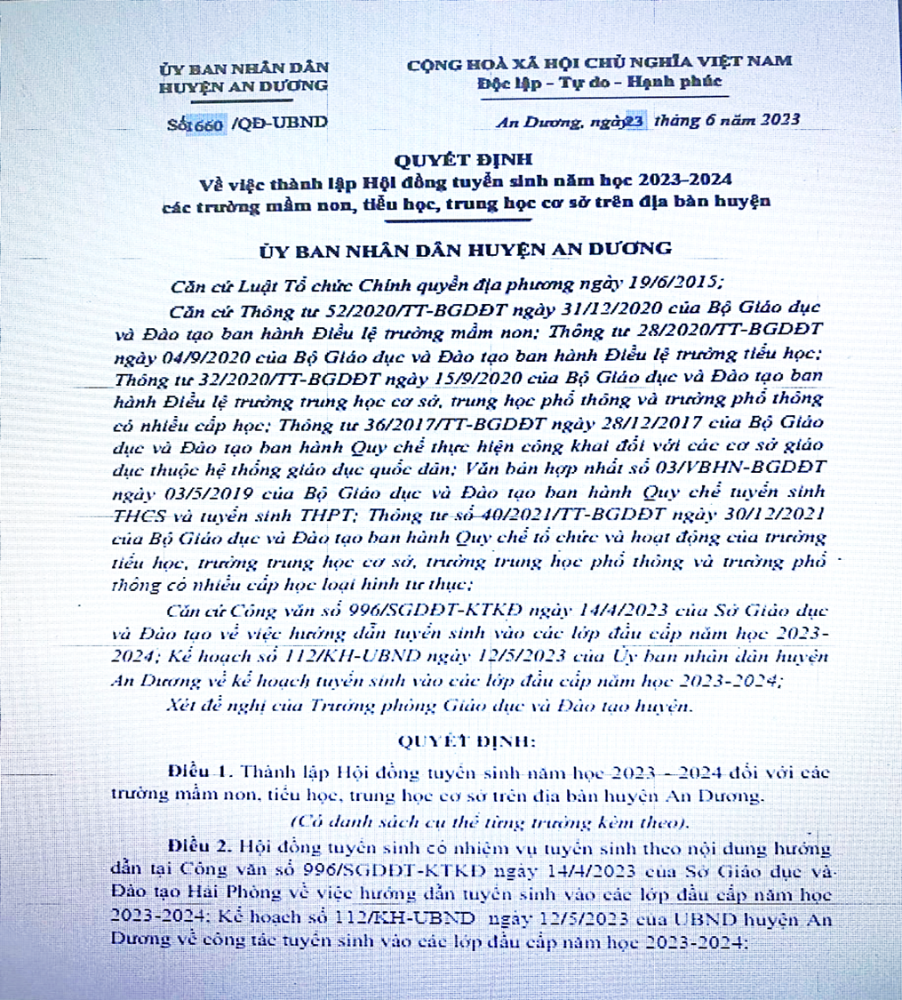 ỦY BAN NHÂN DÂN
HUYỆN AN DƯƠNG
CỘNG HOÀ XÃ HỘI CHỦ NGHĨA VIỆT NAM
Độc lập - Tự do - Hạnh phúc
Số 1660 /QĐ-UBND
An Dương, ngày 23 tháng 6 năm 2023
QUYẾT ĐỊNH
Về việc thành lập Hội đồng tuyển sinh năm học 2023-2024
các trường mầm non, tiểu học, trung học cơ sở trên địa bàn huyện
ỦY BAN NHÂN DÂN HUYỆN AN DƯƠNG
Căn cứ Luật Tổ chức Chính quyền địa phương ngày 19/6/2015;
Căn cứ Thông tư 52/2020/TT-BGDĐT ngày 31/12/2020 của Bộ Giáo dục
và Đào tạo ban hành Điều lệ trường mầm non; Thông tư 28/2020/TT-BGDĐT
ngày 04/9/2020 của Bộ Giáo dục và Đào tạo ban hành Điều lệ trường tiểu học;
Thông tư 32/2020/TT-BGDĐT ngày 15/9/2020 của Bộ Giáo dục và Đào tạo ban
hành Điều lệ trường trung học cơ sở, trung học phổ thông và trường phổ thông
có nhiều cấp học; Thông tư 36/2017/TT-BGDĐT ngày 28/12/2017 của Bộ Giáo
dục và Đào tạo ban hành Quy chế thực hiện công khai đối với các cơ sở giáo
dục thuộc hệ thống giáo dục quốc dân; Văn bản hợp nhất số 03/VBHN-BGDĐT
ngày 03/5/2019 của Bộ Giáo dục và Đào tạo ban hành Quy chế tuyển sinh
THCS và tuyển sinh THPT; Thông tư số 40/2021/TT-BGDĐT ngày 30/12/2021
của Bộ Giáo dục và Đào tạo ban hành Quy chế tổ chức và hoạt động của trường
tiểu học, trường trung học cơ sở, trường trung học phổ thông và trường phổ
thông có nhiều cấp học loại hình tư thục;
Căn cứ Công văn số 996/SGDĐT-KTKĐ ngày 14/4/2023 của Sở Giáo dục
và Đào tạo về việc hướng dẫn tuyển sinh vào các lớp đầu cấp năm học 2023-
2024; Kế hoạch số 112/KH-UBND ngày 12/5/2023 của Ủy ban nhân dân huyện
An Dương về kế hoạch tuyển sinh vào các lớp đầu cấp năm học 2023-2024;
Xét đề nghị của Trưởng phòng Giáo dục và Đào tạo huyện.
QUYẾT ĐỊNH:
Điều 1. Thành lập Hội đồng tuyển sinh năm học 2023 - 2024 đối với các
trường mầm non, tiểu học, trung học cơ sở trên địa bàn huyện An Dương.
(Có danh sách cụ thể từng trường kèm theo).
Điều 2. Hội đồng tuyển sinh có nhiệm vụ tuyển sinh theo nội dung hướng
dẫn tại Công văn số 996/SGDĐT-KTKĐ ngày 14/4/2023 của Sở Giáo dục và
Đào tạo Hải Phòng về việc hướng dẫn tuyển sinh vào các lớp đầu cấp năm học
2023-2024; Kế hoạch số 112/KH-UBND ngày 12/5/2023 của UBND huyện An
Dương về công tác tuyển sinh vào các lớp đầu cấp năm học 2023-2024;